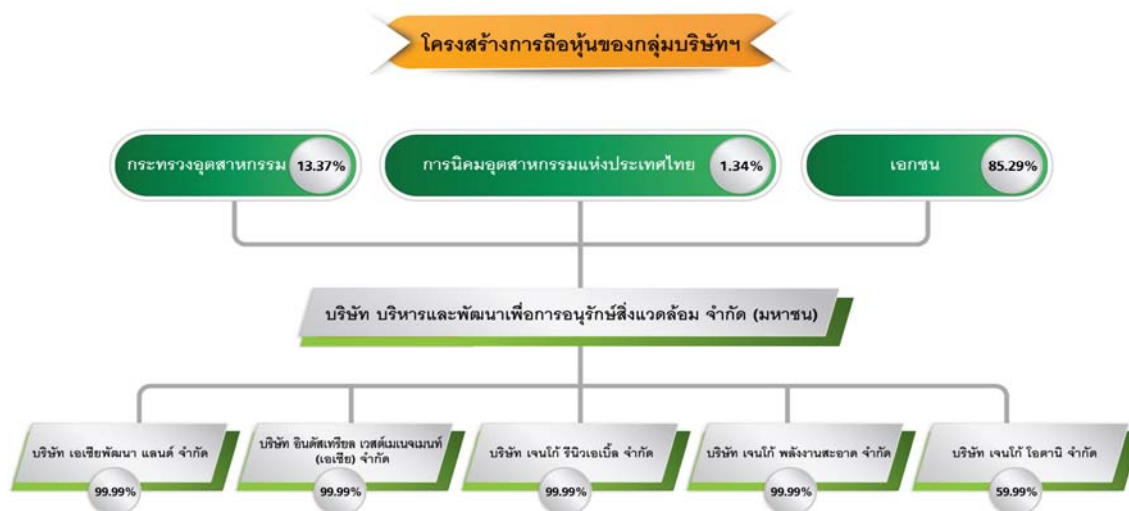 โครงสร้างการถือหุ้นของกลุ่มบริษัทฯ
กระทรวงอุตสาหกรรม 13.37%
การนิคมอุตสาหกรรมแห่งประเทศไทย 1.34%
เอกชน 85.29%
บริษัท บริหารและพัฒนาเพื่อการอนุรักษ์สิ่งแวดล้อม จำกัด (มหาชน)
บริษัท เอเซียพัฒนา แลนด์ จำกัด
99.99%
บริษัท อินดัสเทรียล เวสต์เมเนจเมนท์
(เอเซีย) จำกัด
99.99%
บริษัท เจนโก้ รีนิวเอเบิ้ล จำกัด
99.99%
บริษัท เจนโก้ พลังงานสะอาด จำกัด
99.99%
บริษัท เจนโก้ โอตานิ จำกัด
59.99%